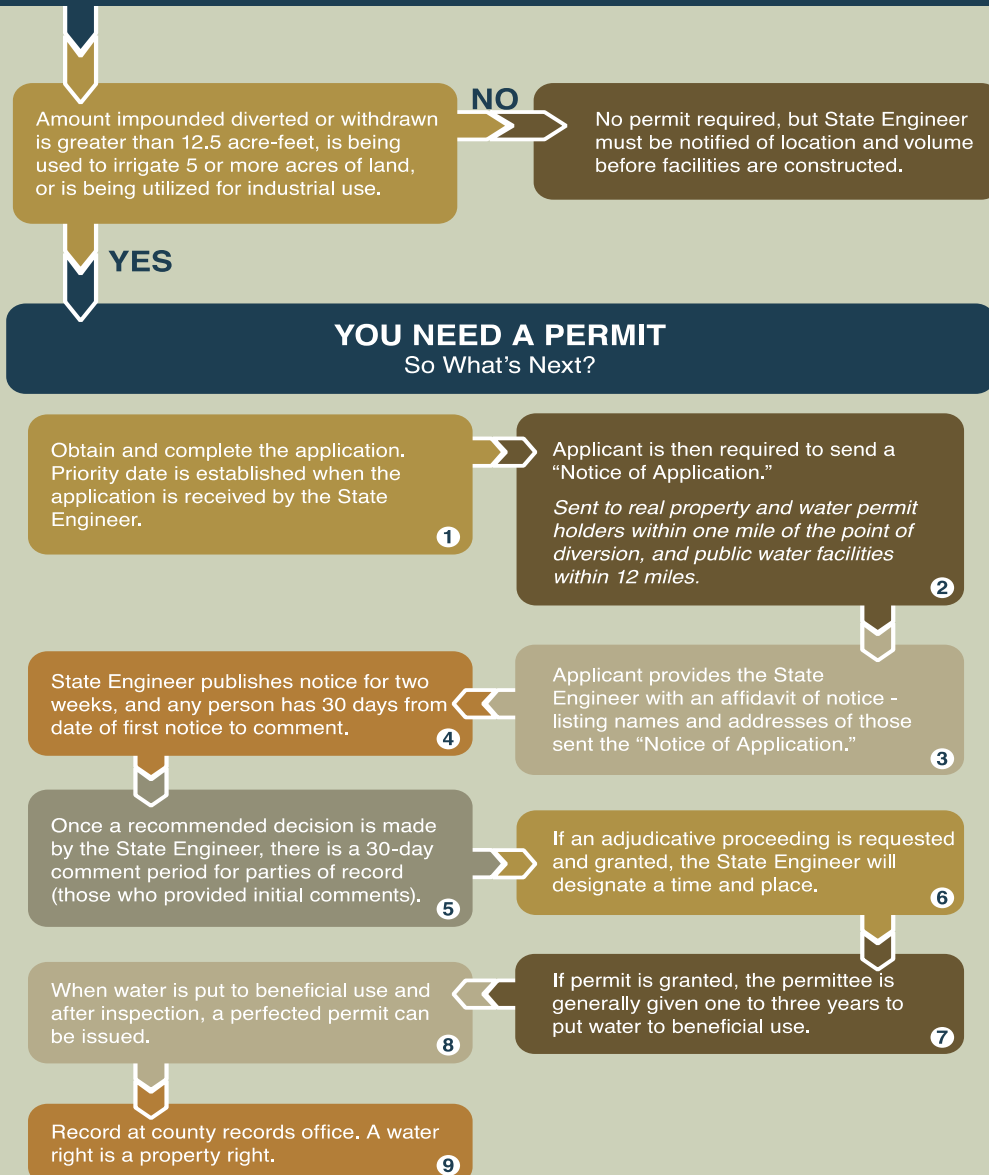 Amount impounded diverted or withdrawn
is greater than 12.5 acre-feet, is being
used to irrigate 5 or more acres of land,
or is being utilized for industrial use.
NO
No permit required, but State Engineer
must be notified of location and volume
before facilities are constructed.
YES
YOU NEED A PERMIT
So What's Next?
Obtain and complete the application.
Priority date is established when the
application is received by the State
Engineer.
1
Applicant is then required to send a
“Notice of Application.”
Sent to real property and water permit
holders within one mile of the point of
diversion, and public water facilities
within 12 miles.
2
Applicant provides the State
Engineer with an affidavit of notice -
listing names and addresses of those
sent the “Notice of Application.”
3
State Engineer publishes notice for two
weeks, and any person has 30 days from
date of first notice to comment.
4
Once a recommended decision is made
by the State Engineer, there is a 30-day
comment period for parties of record
(those who provided initial comments).
5
If an adjudicative proceeding is requested
and granted, the State Engineer will
designate a time and place.
6
If permit is granted, the permittee is
generally given one to three years to
put water to beneficial use.
7
When water is put to beneficial use and
after inspection, a perfected permit can
be issued.
8
Record at county records office. A water
right is a property right.
9